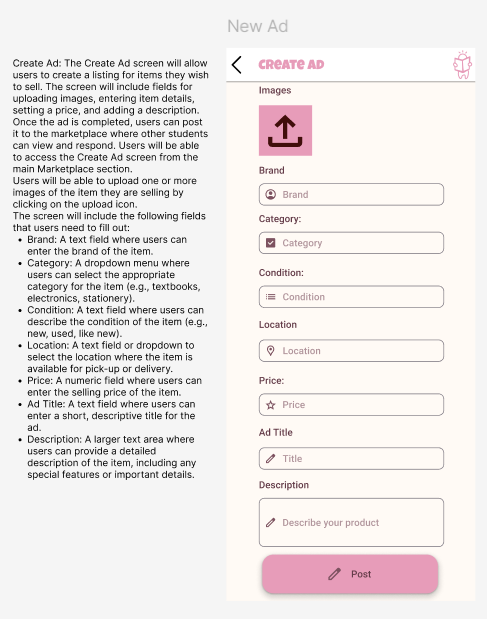 New Ad
Create Ad: The Create Ad screen will allow
users to create a listing for items they wish
to sell. The screen will include fields for
uploading images, entering item details,
setting a price, and adding a description.
Once the ad is completed, users can post
it to the marketplace where other students
can view and respond. Users will be able
to access the Create Ad screen from the
main Marketplace section.
Users will be able to upload one or more
images of the item they are selling by
clicking on the upload icon.
The screen will include the following fields
that users need to fill out:
• Brand: A text field where users can
enter the brand of the item.
• Category: A dropdown menu where
users can select the appropriate
category for the item (e.g., textbooks,
electronics, stationery).
• Condition: A text field where users can
describe the condition of the item (e.g.,
new, used, like new).
• Location: A text field or dropdown to
select the location where the item is
available for pick-up or delivery.
• Price: A numeric field where users can
enter the selling price of the item.
• Ad Title: A text field where users can
enter a short, descriptive title for the
ad.
• Description: A larger text area where
users can provide a detailed
description of the item, including any
special features or important details.
CREATE AD
Images
Brand
Brand
Category:
Category
Condition:
Condition
Location
Location
Price:
Price
Ad Title
Title
Description
Describe your product
Post